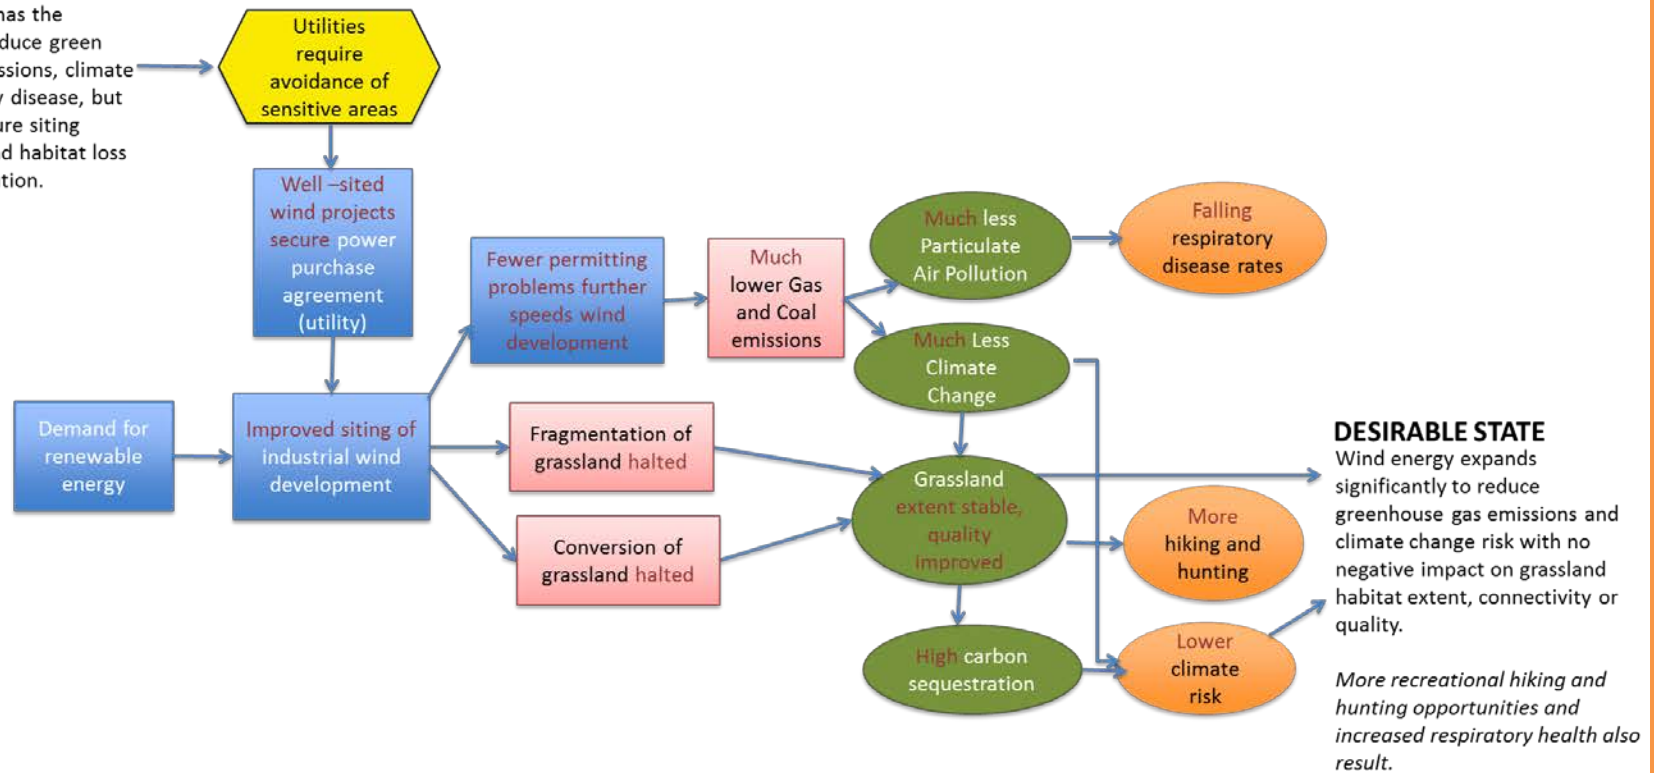 has the
duce green
ssions, climate
y disease, but
ure siting
nd habitat loss
tion.
Utilities
require
avoidance of
sensitive areas
Well –sited
wind projects
secure power
purchase
agreement
(utility)
Demand for
renewable
energy
Improved siting of
industrial wind
development
Fewer permitting
problems further
speeds wind
development
Much
lower Gas
and Coal
emissions
Fragmentation of
grassland halted
Conversion of
grassland halted
Much less
Particulate
Air Pollution
Much Less
Climate
Change
Grassland
extent stable,
quality
improved
High carbon
sequestration
Falling
respiratory
disease rates
More
hiking and
hunting
Lower
climate
risk
DESIRABLE STATE
Wind energy expands
significantly to reduce
greenhouse gas emissions and
climate change risk with no
negative impact on grassland
habitat extent, connectivity or
quality.
More recreational hiking and
hunting opportunities and
increased respiratory health also
result.